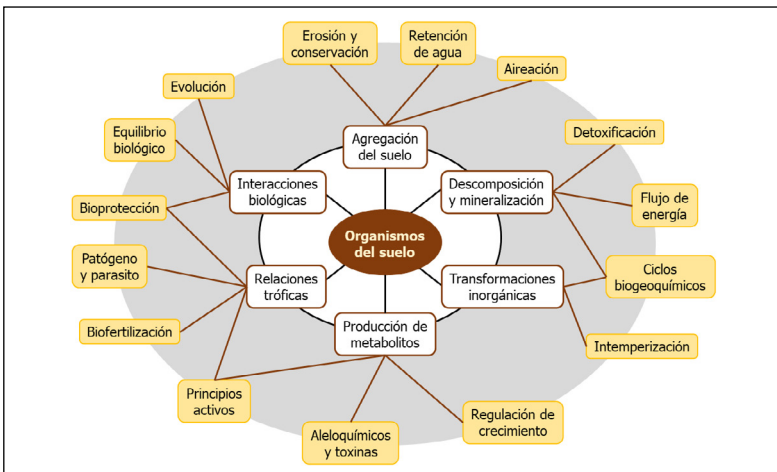 Erosión y
conservación
Retención
de agua
Aireación
Evolución
Equilibrio
biológico
Agregación
del suelo
Detoxificación
Interacciones
biológicas
Descomposición
y mineralización
Bioprotección
Flujo de
energía
Organismos
del suelo
Patógeno
y parasito
Relaciones
tróficas
Transformaciones
inorgánicas
Ciclos
biogeoquímicos
Biofertilización
Producción de
metabolitos
Intemperización
Principios
activos
Aleloquímicos
y toxinas
Regulación de
crecimiento